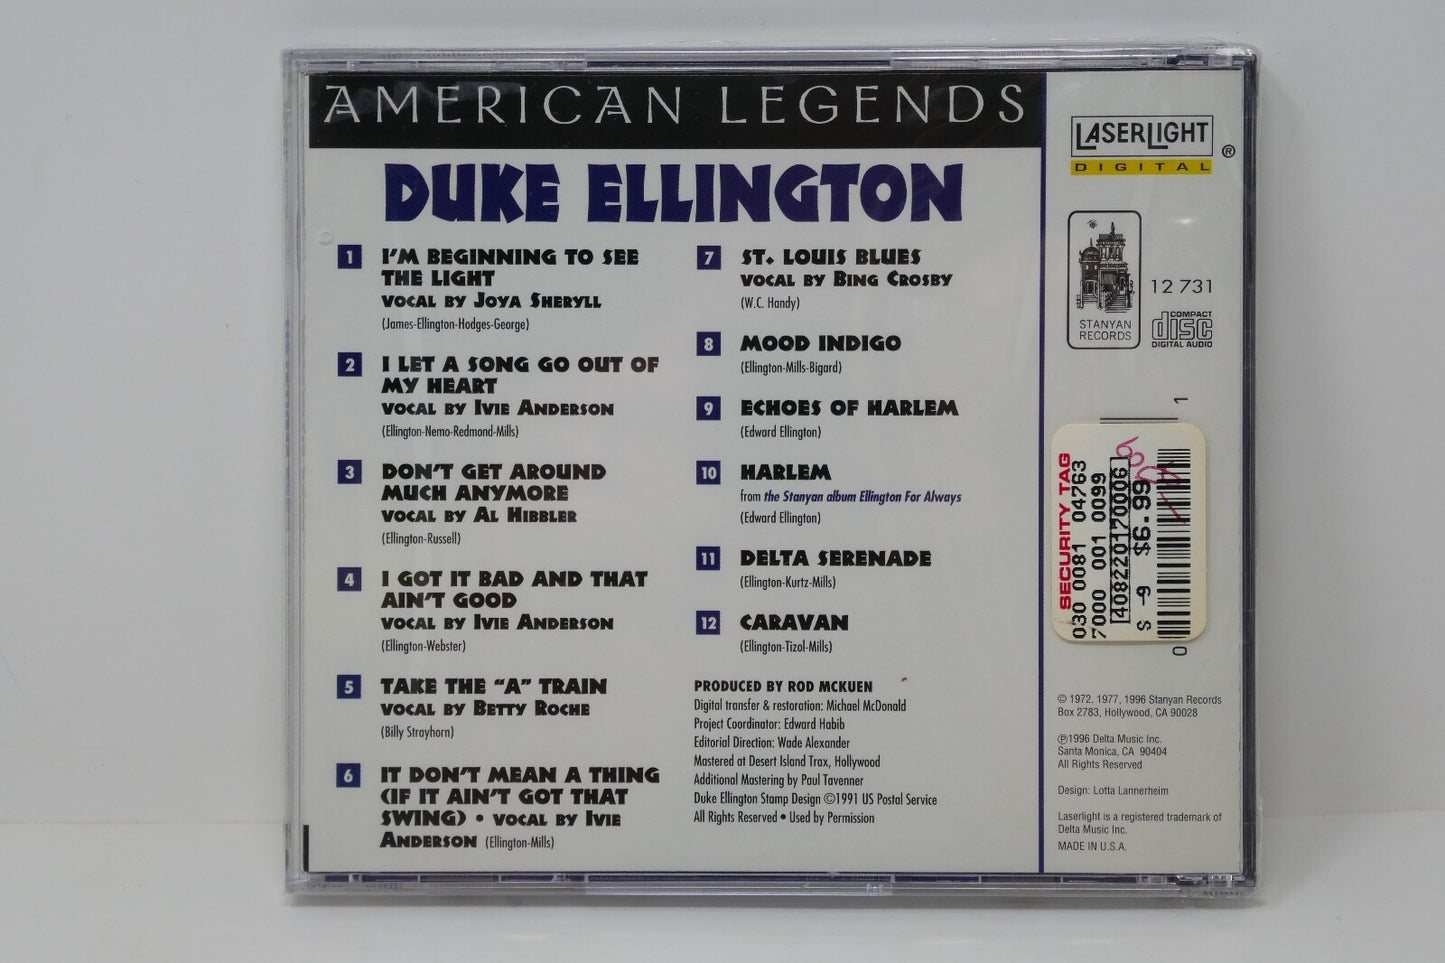 AMERICAN LEGENDS
DUKE ELLINGTON
1 I'M BEGINNING TO SEE
THE LIGHT
VOCAL BY JOYA SHERYLL
(James-Ellington-Hodges-George)
2 I LET A SONG GO OUT OF
MY HEART
VOCAL BY IVIE ANDERSON
(Ellington-Nemo-Redmond-Mills)
3 DON'T GET AROUND
MUCH ANYMORE
VOCAL BY AL HIBBLER
(Ellington-Russell)
4 I GOT IT BAD AND THAT
AIN'T GOOD
VOCAL BY IVIE ANDERSON
(Ellington-Webster)
5 TAKE THE "A" TRAIN
VOCAL BY BETTY ROCHE
(Billy Strayhorn)
6 IT DON'T MEAN A THING
(IF IT AIN'T GOT THAT
SWING) • VOCAL BY IVIE
ANDERSON (Ellington-Mills)
7 ST. LOUIS BLUES
VOCAL BY BING CROSBY
(W.C. Handy)
8 MOOD INDIGO
(Ellington-Mills-Bigard)
9 ECHOES OF HARLEM
(Edward Ellington)
10 HARLEM
from the Stanyan album Ellington For Always
(Edward Ellington)
11 DELTA SERENADE
(Ellington-Kurtz-Mills)
12 CARAVAN
(Ellington-Tizol-Mills)
PRODUCED BY ROD MCKUEN
Digital transfer & restoration: Michael McDonald
Project Coordinator: Edward Habib
Editorial Direction: Wade Alexander
Mastered at Desert Island Trax, Hollywood
Additional Mastering by Paul Tavenner
Duke Ellington Stamp Design ©1991 US Postal Service
All Rights Reserved • Used by Permission
LASERLIGHT
DIGITAL ®
STANYAN
RECORDS
12 731
COMPACT
disc
DIGITAL AUDIO
SECURITY TAG
030 0081 04763
7000 001 0099
408220170006
$ 9 $6.99
1
0
© 1972, 1977, 1996 Stanyan Records
Box 2783, Hollywood, CA 90028
℗1996 Delta Music Inc.
Santa Monica, CA 90404
All Rights Reserved
Design: Lotta Lannerheim
Laserlight is a registered trademark of
Delta Music Inc.
MADE IN U.S.A.